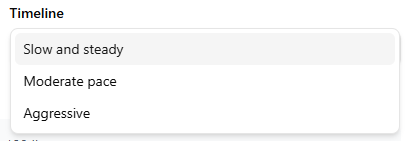 Timeline
Slow and steady
Moderate pace
Aggressive